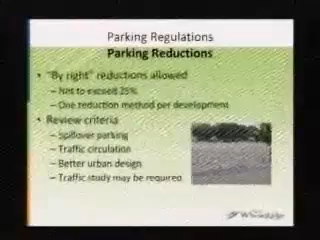 Parking Regulations
Parking Reductions
• "By right" reductions allowed
– Not to exceed 25%
– One reduction method per development
• Review criteria
– Spillover parking
– Traffic circulation
– Better urban design
– Traffic study may be required